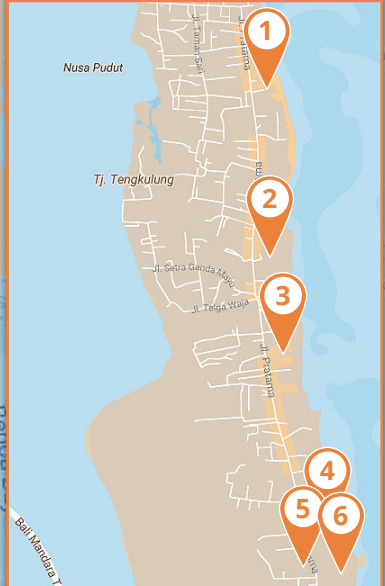 1
Jl. Taman Sari
Jl. Pratama
Nusa Pudut
Tj. Tengkulung
2
Jl. Setra Ganda Mayu
3
Jl. Telga Waja
Jl. Pratama
4
5
6
Bali Mandara T